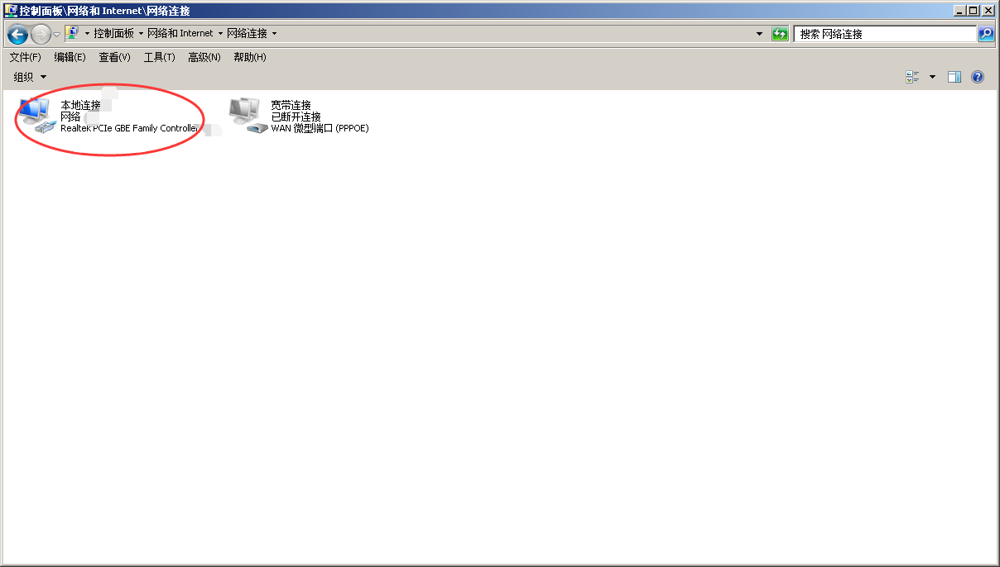 控制面板\网络和 Internet\网络连接
控制面板 网络和 Internet 网络连接
搜索 网络连接
文件(F) 编辑(E) 查看(V) 工具(T) 高级(N) 帮助(H)
组织
本地连接
网络
Realtek PCIe GBE Family Controller
宽带连接
已断开连接
WAN 微型端口 (PPPOE)